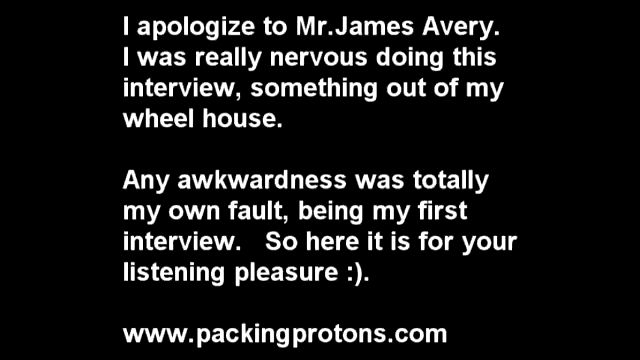 I apologize to Mr.James Avery.
I was really nervous doing this
interview, something out of my
wheel house.
Any awkwardness was totally
my own fault, being my first
interview.   So here it is for your
listening pleasure :).
www.packingprotons.com